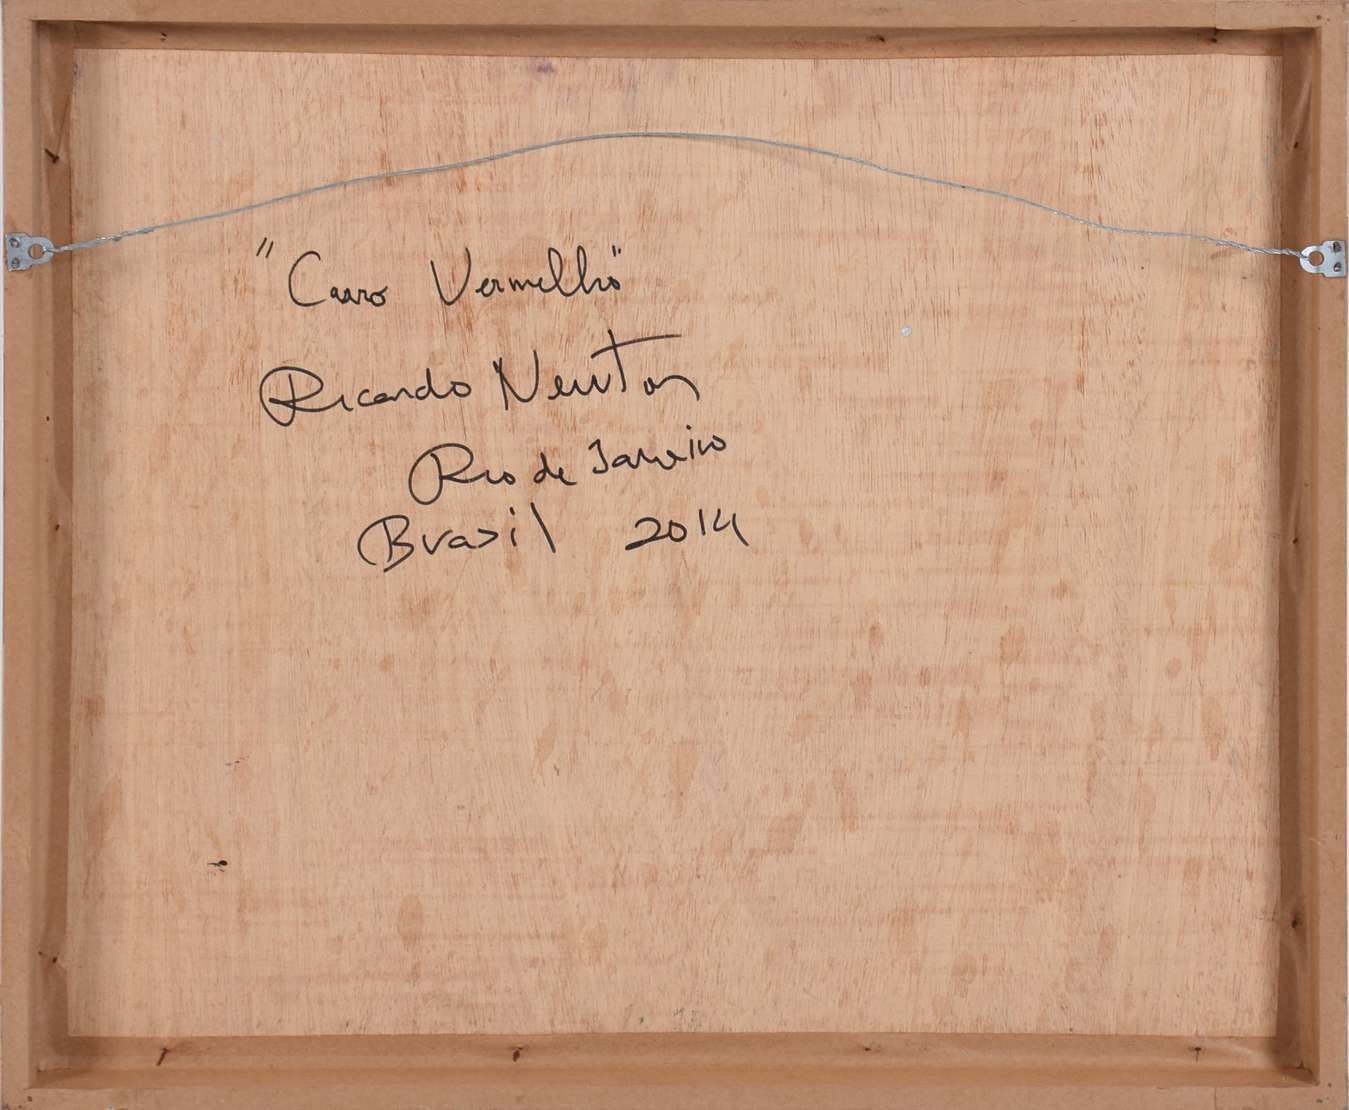 "Carro Vermelho"
Ricardo Newton
Rio de Janeiro
Brasil 2014